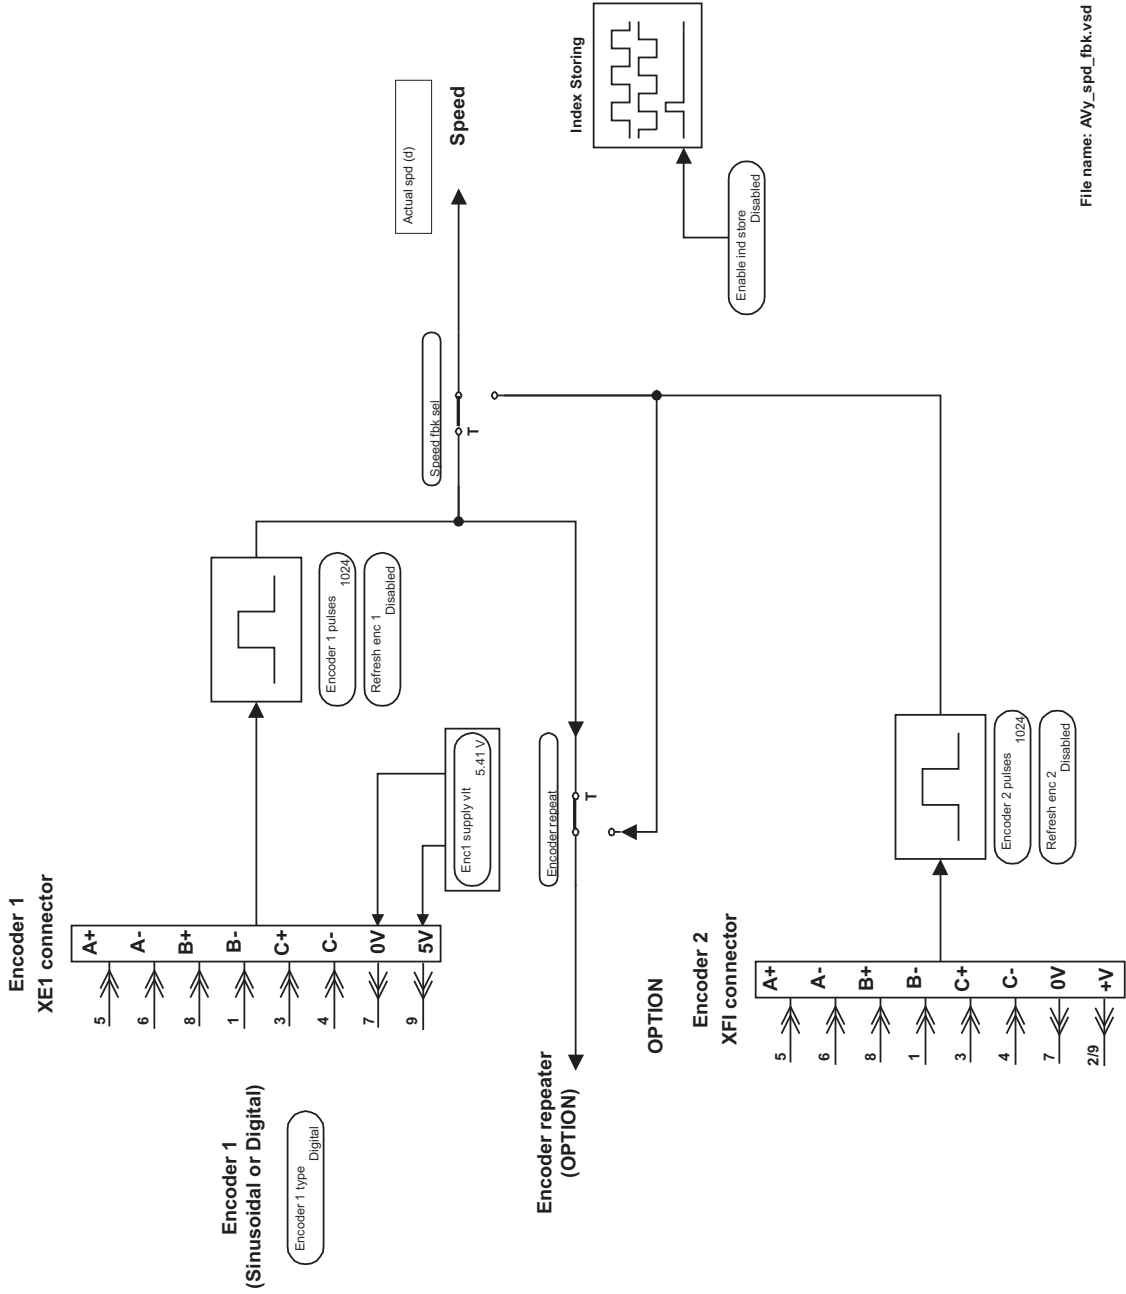 Encoder 1
XE1 connector
A+
A-
B+
B-
C+
C-
0V
5V
5
6
8
1
3
4
7
9
Encoder 1
(Sinusoidal or Digital)
Encoder 1 type
Digital
Encoder 1 pulses
1024
Refresh enc 1
Disabled
Enc1 supply vlt
5.41 V
Speed fbk sel
T
Actual spd (d)
Speed
Encoder repeat
T
Encoder repeater
(OPTION)
Index Storing
Enable ind store
Disabled
OPTION
Encoder 2
XFI connector
A+
A-
B+
B-
C+
C-
0V
+V
5
6
8
1
3
4
7
2/9
Encoder 2 pulses
1024
Refresh enc 2
Disabled
File name: AVy_spd_fbk.vsd